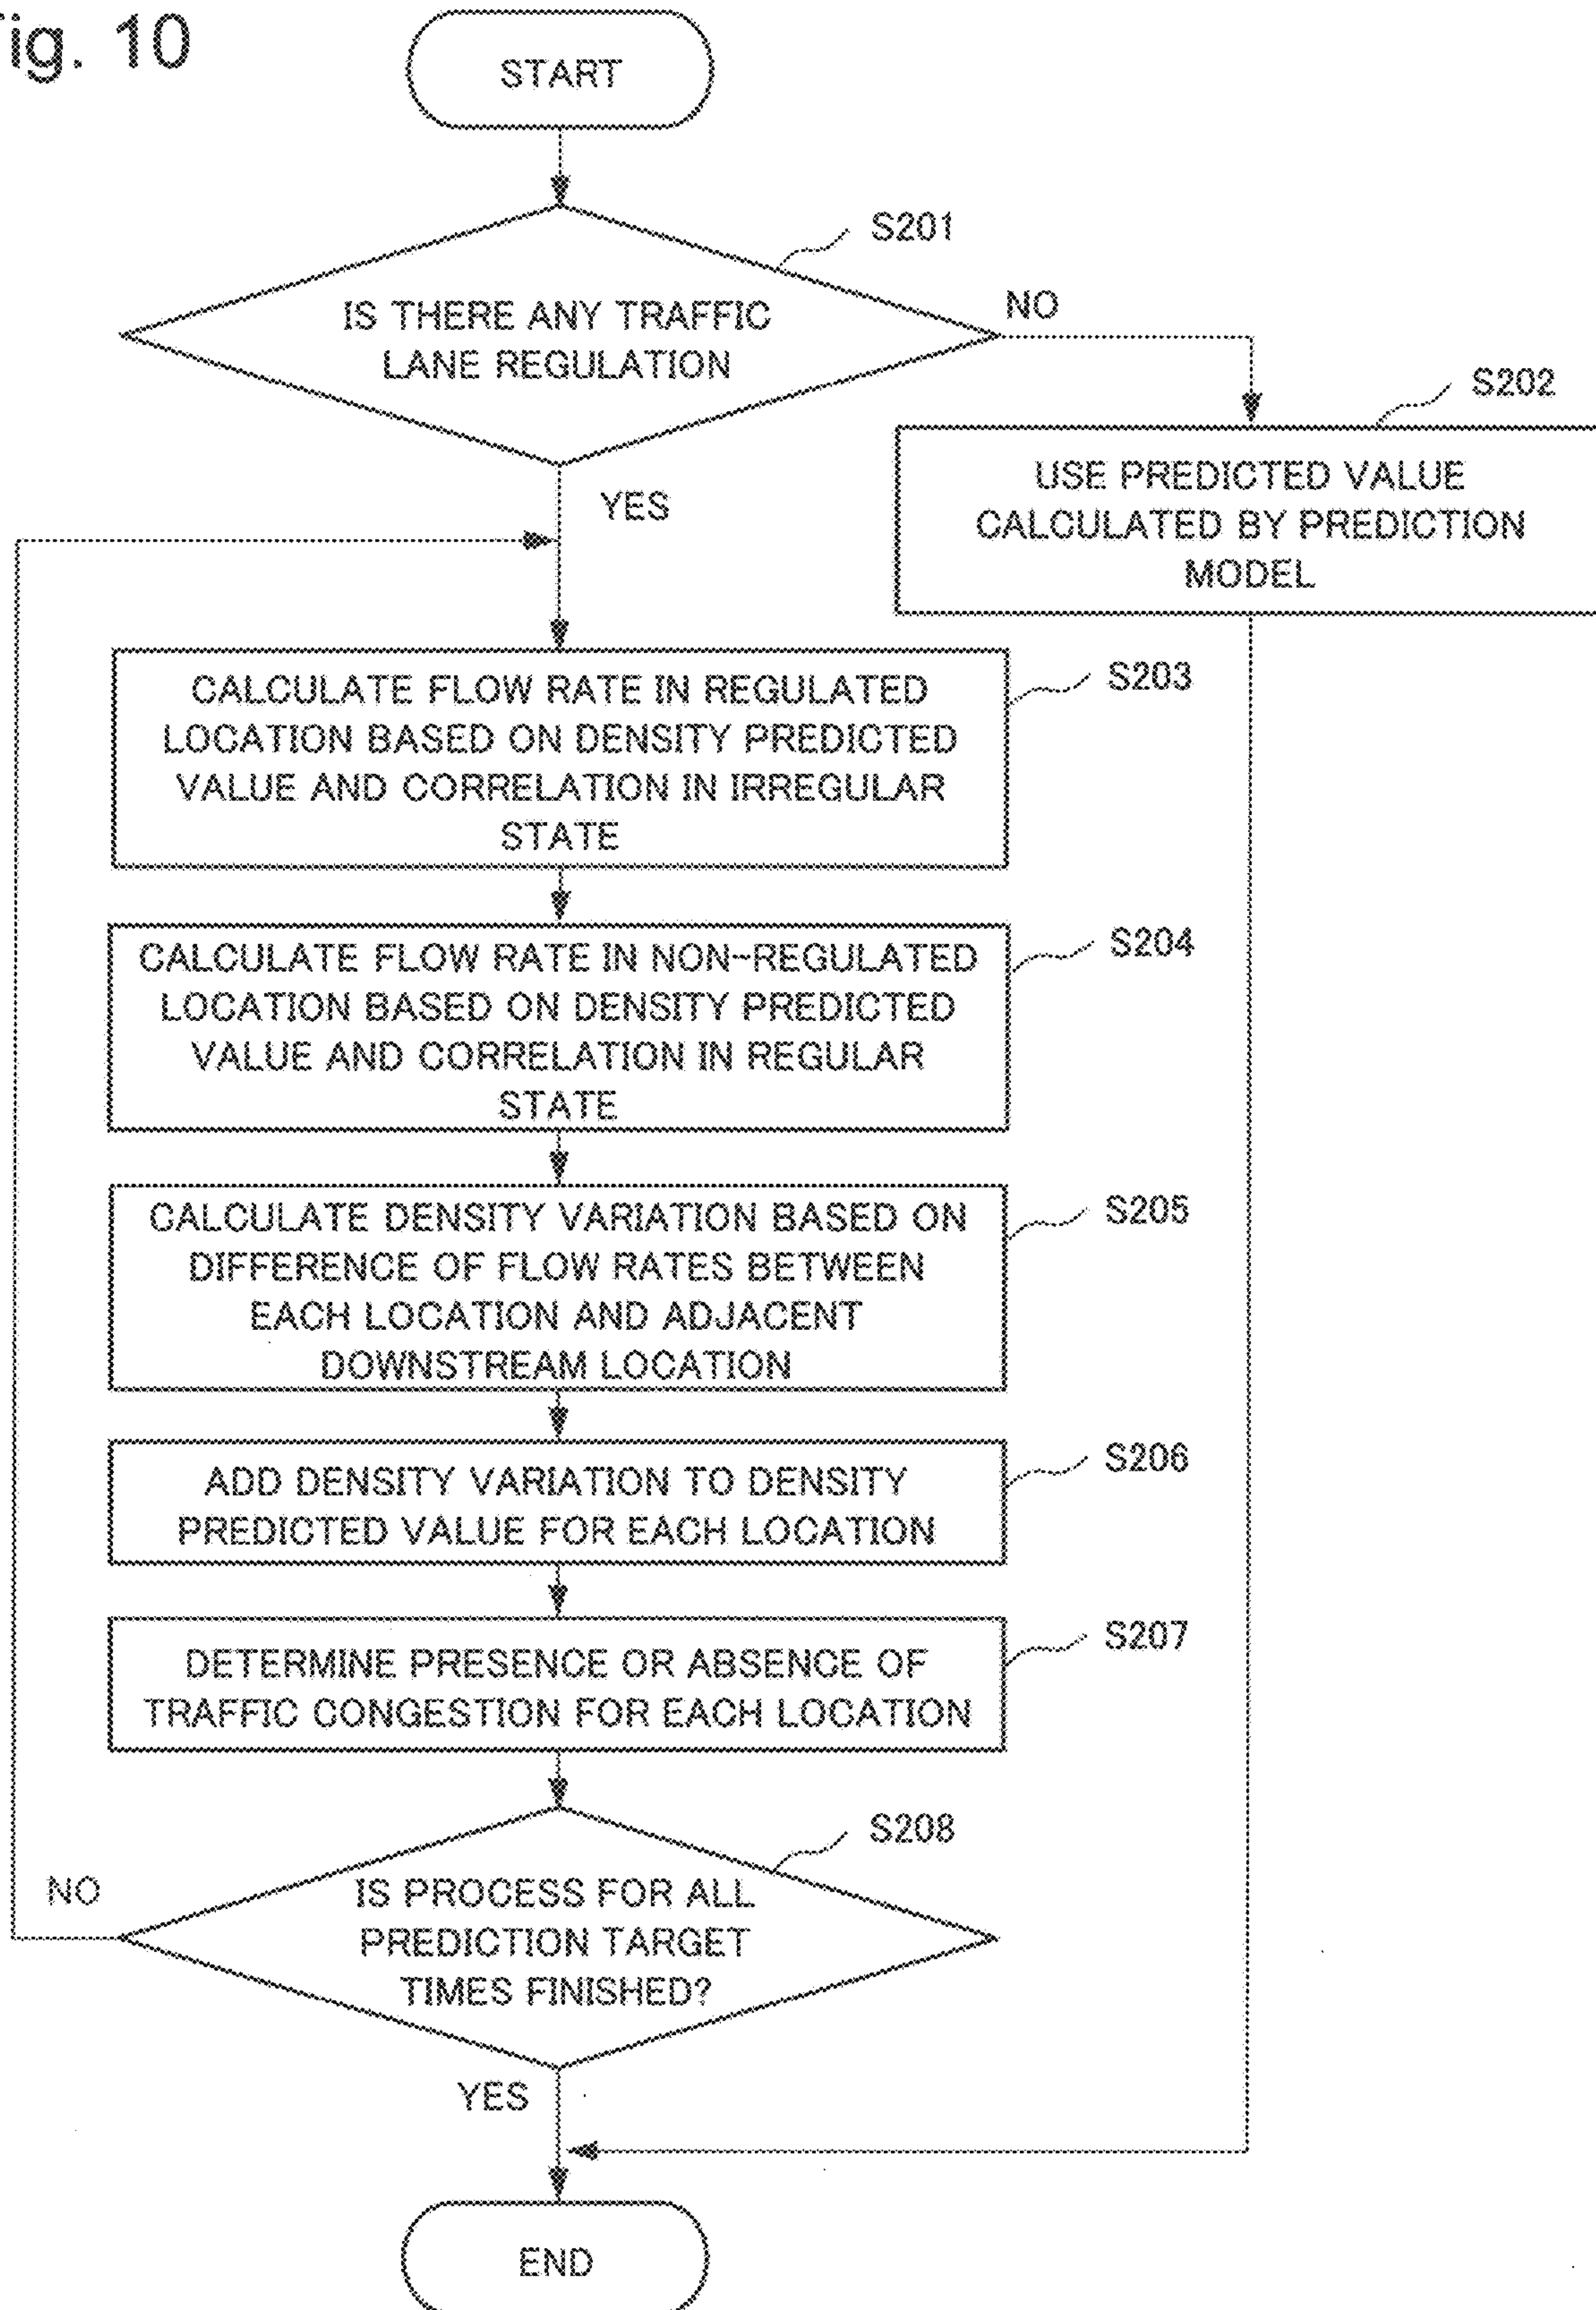 ig. 10
START
S201
IS THERE ANY TRAFFIC
LANE REGULATION
NO
S202
USE PREDICTED VALUE
CALCULATED BY PREDICTION
MODEL
YES
S203
CALCULATE FLOW RATE IN REGULATED
LOCATION BASED ON DENSITY PREDICTED
VALUE AND CORRELATION IN IRREGULAR
STATE
S204
CALCULATE FLOW RATE IN NON-REGULATED
LOCATION BASED ON DENSITY PREDICTED
VALUE AND CORRELATION IN REGULAR
STATE
S205
CALCULATE DENSITY VARIATION BASED ON
DIFFERENCE OF FLOW RATES BETWEEN
EACH LOCATION AND ADJACENT
DOWNSTREAM LOCATION
S206
ADD DENSITY VARIATION TO DENSITY
PREDICTED VALUE FOR EACH LOCATION
S207
DETERMINE PRESENCE OR ABSENCE OF
TRAFFIC CONGESTION FOR EACH LOCATION
S208
NO
IS PROCESS FOR ALL
PREDICTION TARGET
TIMES FINISHED?
YES
END